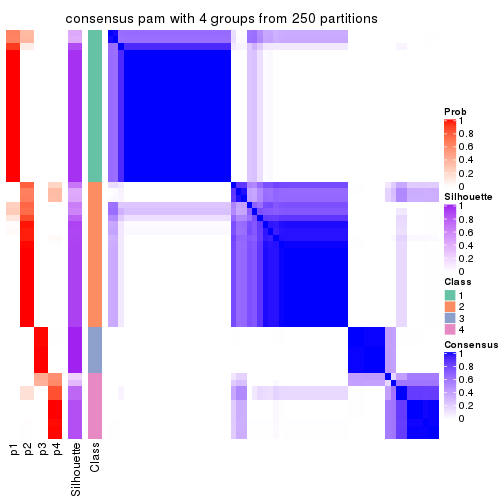 consensus pam with 4 groups from 250 partitions
Prob
1
0.8
0.6
0.4
0.2
0
Silhouette
1
0.8
0.6
0.4
0.2
0
Class
1
2
3
4
Consensus
1
0.8
0.6
0.4
0.2
0
p1
p2
p3
p4
Silhouette
Class